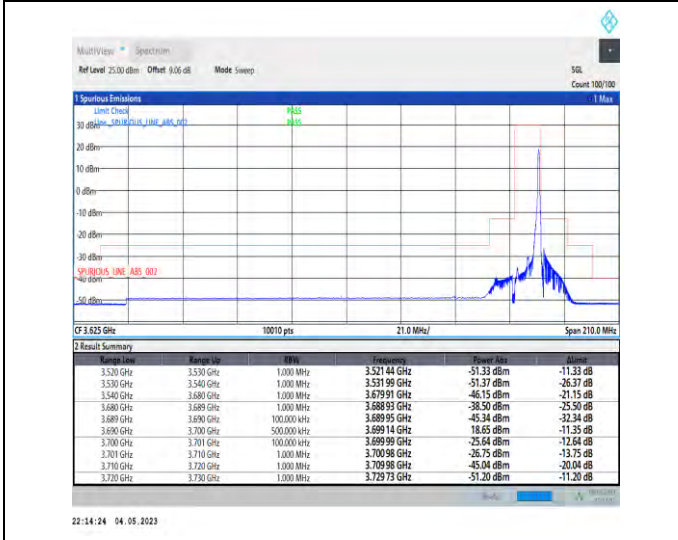 MultiView Spectrum
Ref Level 25.00 dBm Offset 9.06 dB Mode Sweep SGL
Count 100/100
1 Spurious Emissions 1 Max
Limit Check PASS
30 dBm Line _SPURIOUS_LINE_ABS_002 PASS
20 dBm
10 dBm
0 dBm
-10 dBm
-20 dBm
-30 dBm
SPURIOUS_LINE_ABS_002
-40 dBm
-50 dBm
CF 3.625 GHz 10010 pts 21.0 MHz/ Span 210.0 MHz
2 Result Summary
Range Low Range Up RBW Frequency Power Abs ΔLimit
3.520 GHz 3.530 GHz 1.000 MHz 3.521 44 GHz -51.33 dBm -11.33 dB
3.530 GHz 3.540 GHz 1.000 MHz 3.531 99 GHz -51.37 dBm -26.37 dB
3.540 GHz 3.680 GHz 1.000 MHz 3.679 91 GHz -46.15 dBm -21.15 dB
3.680 GHz 3.689 GHz 1.000 MHz 3.688 93 GHz -38.50 dBm -25.50 dB
3.689 GHz 3.690 GHz 100.000 kHz 3.689 95 GHz -45.34 dBm -32.34 dB
3.690 GHz 3.700 GHz 500.000 kHz 3.699 14 GHz 18.65 dBm -11.35 dB
3.700 GHz 3.701 GHz 100.000 kHz 3.699 99 GHz -25.64 dBm -12.64 dB
3.701 GHz 3.710 GHz 1.000 MHz 3.700 98 GHz -26.75 dBm -13.75 dB
3.710 GHz 3.720 GHz 1.000 MHz 3.709 98 GHz -45.04 dBm -20.04 dB
3.720 GHz 3.730 GHz 1.000 MHz 3.729 73 GHz -51.20 dBm -11.20 dB
22:14:24 04.05.2023